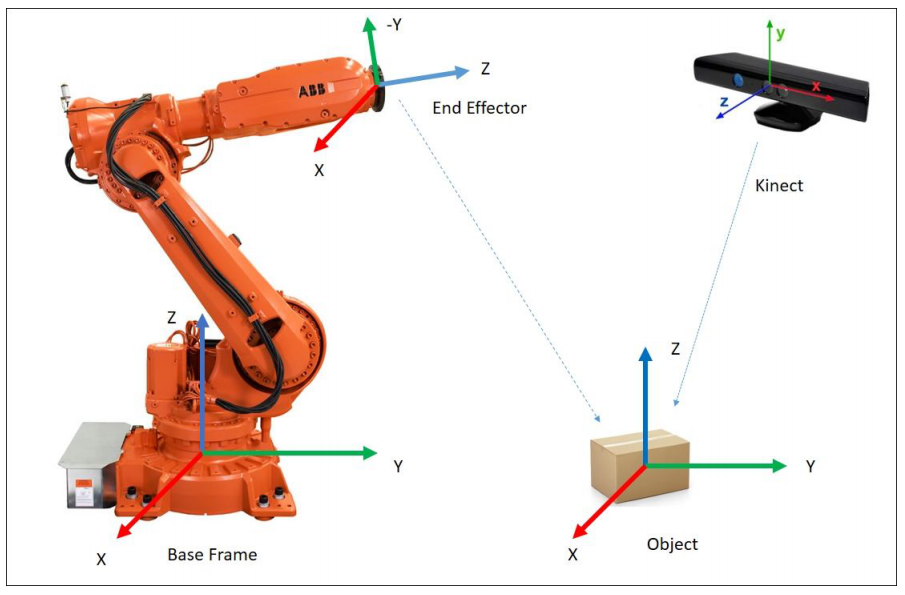 -Y
y
Z
ABB
x
z
End Effector
X
Kinect
Z
Z
Y
Y
X
X
Base Frame
Object